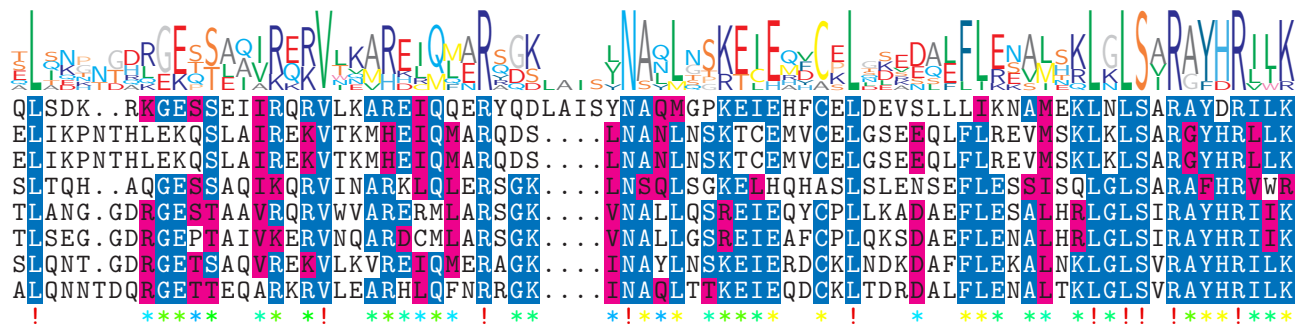 QLSDK..RKGESSEIIRQRVLKAREIQQERYQDLAISYNAQMGPKEIEHFCELDEVSLLLIKNAMEKLNLSARAYDRILK
ELIKPNTHLEKQSLAIREKVTKMHEIQMARQDS....LNANLNSKTCEMVCELGSEEQLFLREVMSKLKLSARGYHRLLK
ELIKPNTHLEKQSLAIREKVTKMHEIQMARQDS....LNANLNSKTCEMVCELGSEEQLFLREVMSKLKLSARGYHRLLK
SLTQH..AQGESSAQIKQRVINARKLQLERSGK....LNSQLSGKELHQHASLSLENSEFLESSISQLGLSARAFHRVWR
TLANG.GDRGESTAAVRQRVWVARERMLARSGK....VNALLQSREIEQYCPLLKADAEFLESALHRLGLSIRAYHRIIK
TLSEG.GDRGEPTAIVKERVNQARDCMLARSGK....VNALLGSREIEAFCPLQKSDAEFLENALHRLGLSIRAYHRIIK
SLQNT.GDRGETSAQVREKVLKVREIQMERAGK....INAYLNSKEIERDCKLNDKDAFFLEKALNKLGLSVRAYHRILK
ALQNNTDQRGETTEQARKRVLEARHLQFNRRGK....INAQLTTKEIEQDCKLTDRDALFLENALTKLGLSVRAYHRILK
! ***** ** *! *** *** ! ** *!*** **** * ! * ** ** **!*!! ****!**